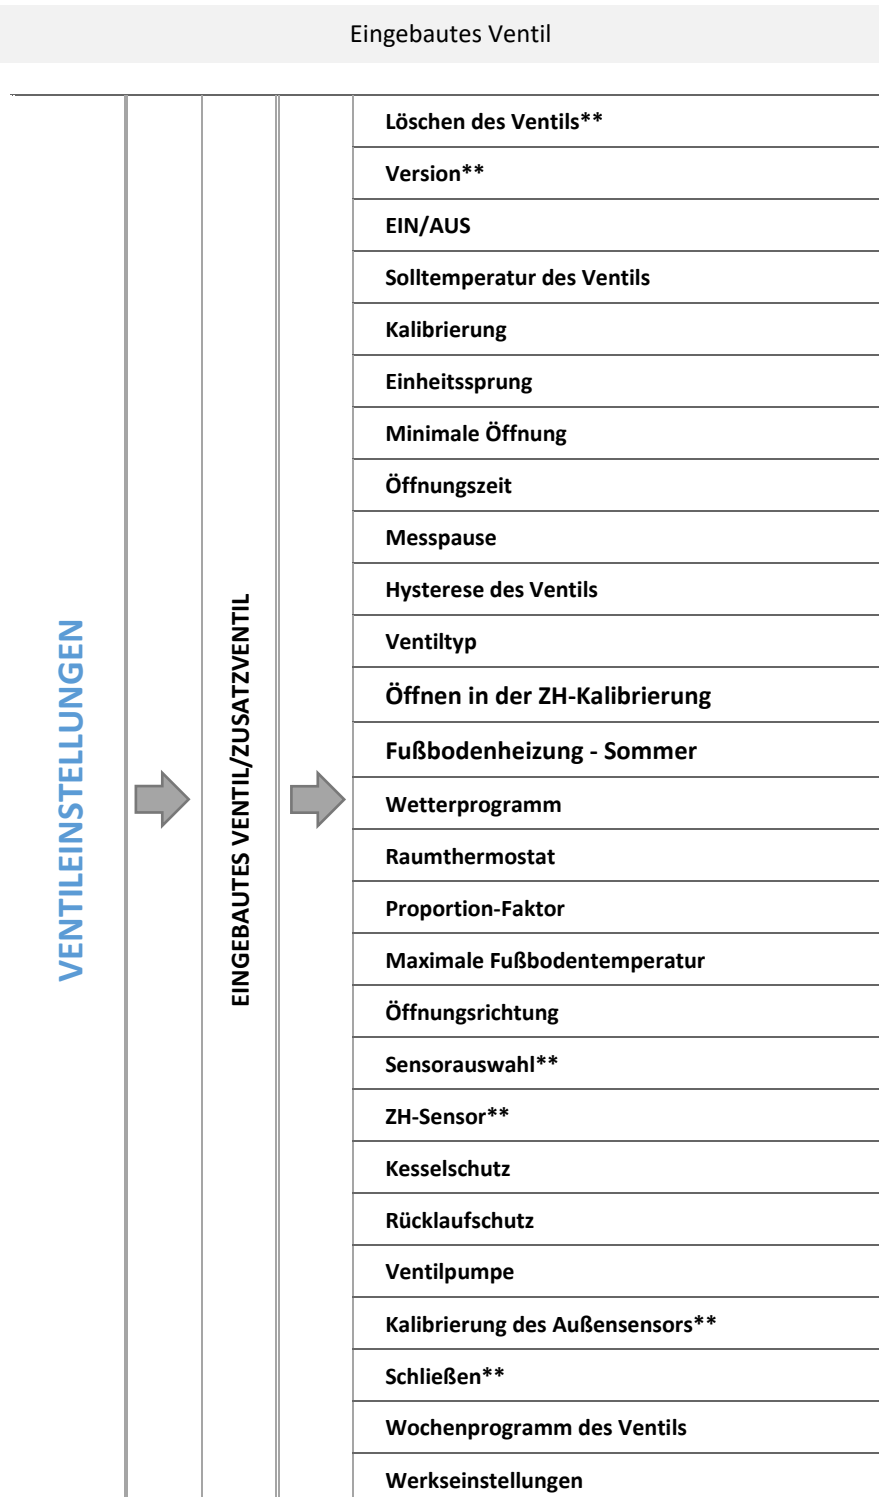 Eingebautes Ventil
VENTILEINSTELLUNGEN
EINGEBAUTES VENTIL/ZUSATZVENTIL
Löschen des Ventils**
Version**
EIN/AUS
Solltemperatur des Ventils
Kalibrierung
Einheitssprung
Minimale Öffnung
Öffnungszeit
Messpause
Hysterese des Ventils
Ventiltyp
Öffnen in der ZH-Kalibrierung
Fußbodenheizung - Sommer
Wetterprogramm
Raumthermostat
Proportion-Faktor
Maximale Fußbodentemperatur
Öffnungsrichtung
Sensorauswahl**
ZH-Sensor**
Kesselschutz
Rücklaufschutz
Ventilpumpe
Kalibrierung des Außensensors**
Schließen**
Wochenprogramm des Ventils
Werkseinstellungen